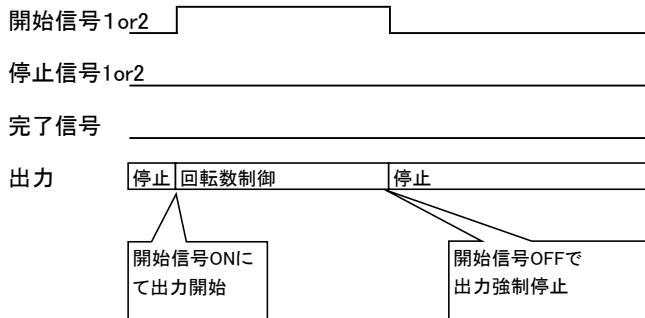 開始信号1or2
停止信号1or2
完了信号
出力 停止 回転数制御 停止
開始信号ONに
て出力開始
開始信号OFFで
出力強制停止